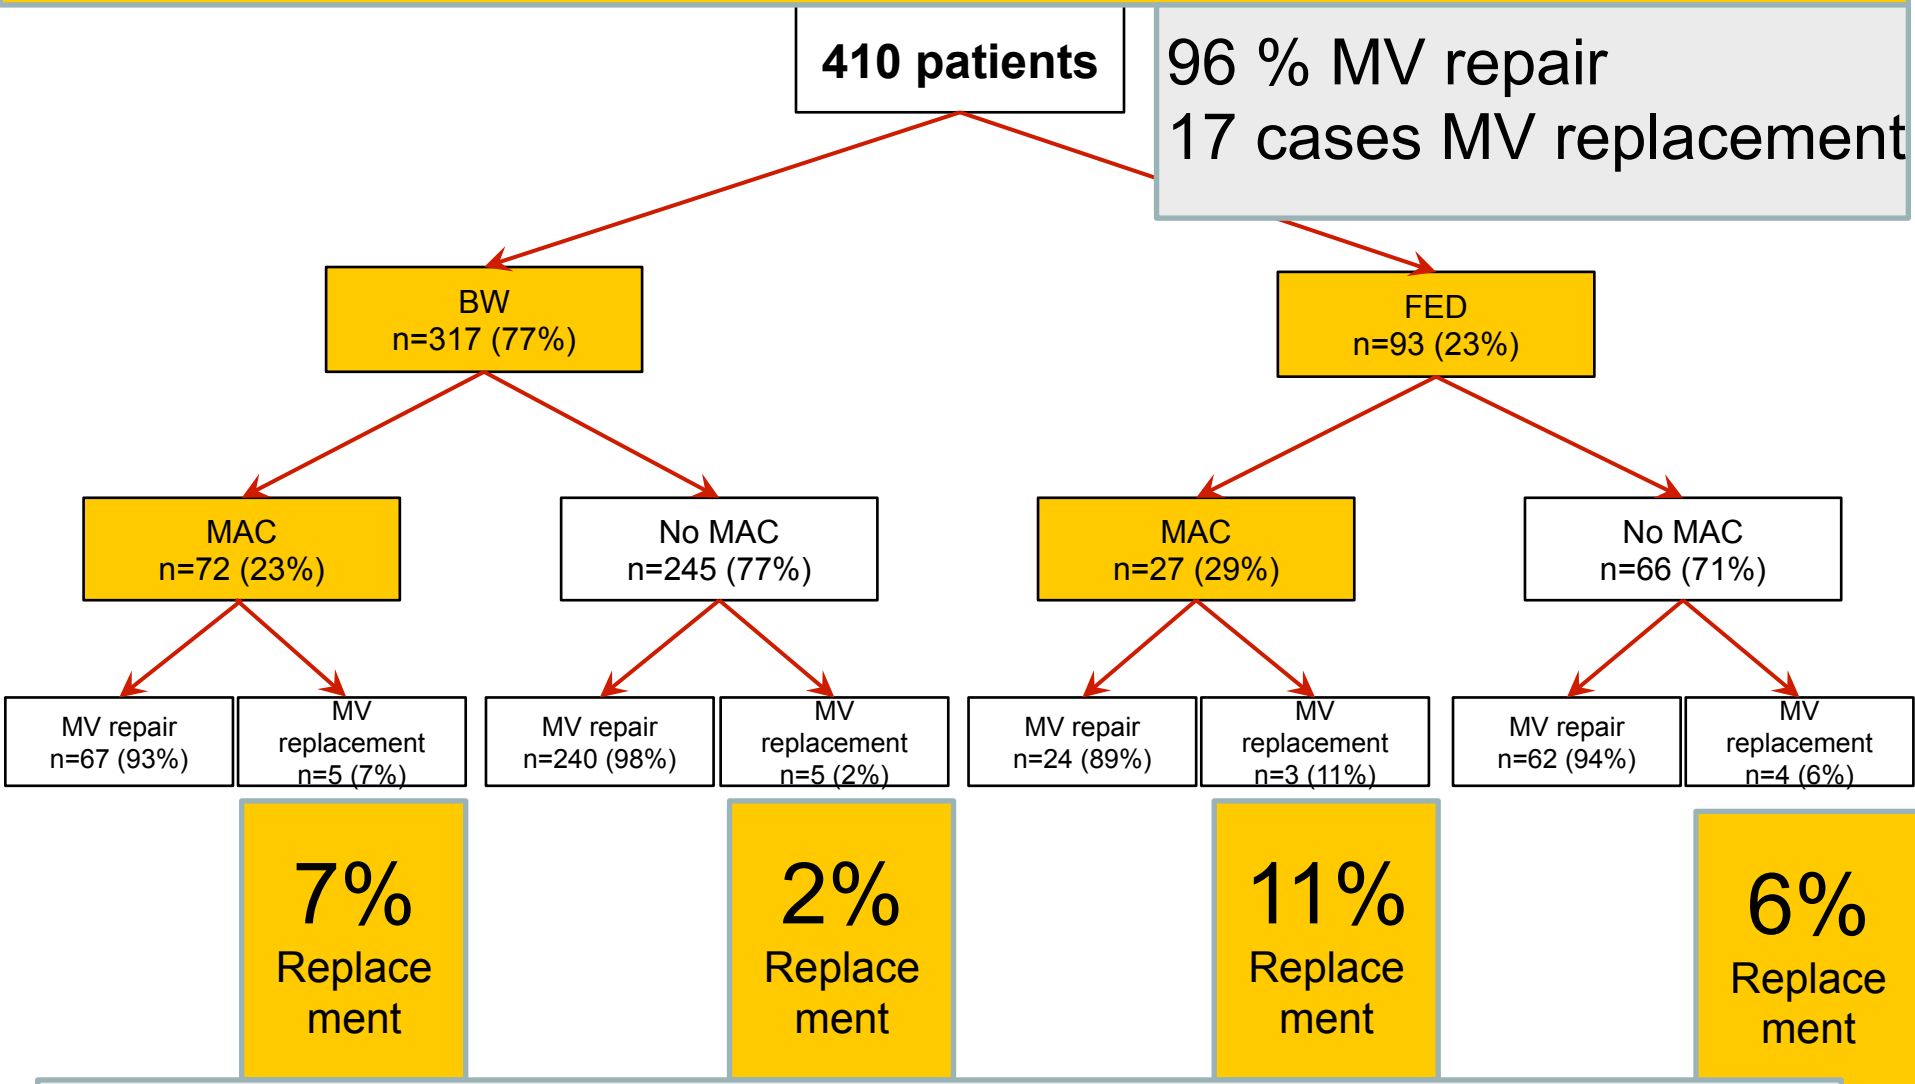 410 patients
96 % MV repair
17 cases MV replacement
BW
n=317 (77%)
FED
n=93 (23%)
MAC
n=72 (23%)
No MAC
n=245 (77%)
MAC
n=27 (29%)
No MAC
n=66 (71%)
MV repair
n=67 (93%)
MV
replacement
n=5 (7%)
MV repair
n=240 (98%)
MV
replacement
n=5 (2%)
MV repair
n=24 (89%)
MV
replacement
n=3 (11%)
MV repair
n=62 (94%)
MV
replacement
n=4 (6%)
7%
Replace
ment
2%
Replace
ment
11%
Replace
ment
6%
Replace
ment